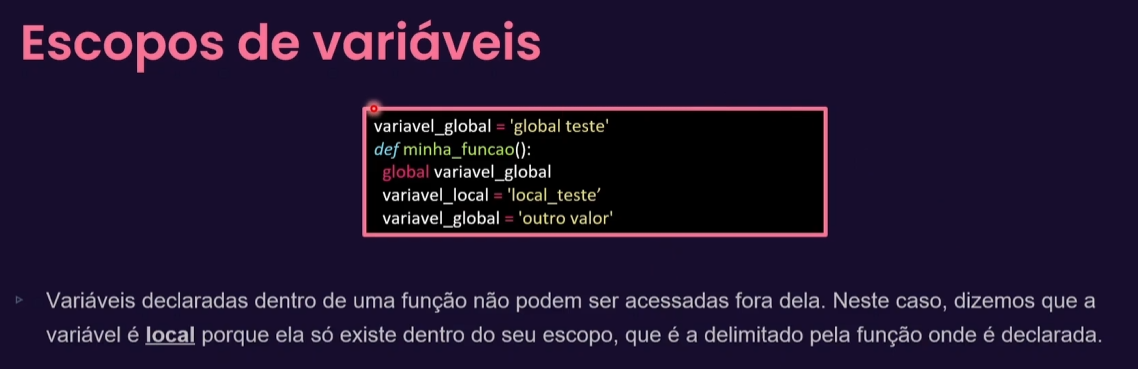 Escopos de variáveis
variavel_global = 'global teste'
def minha_funcao():
global variavel_global
variavel_local = 'local_teste’
variavel_global = 'outro valor'
Variáveis declaradas dentro de uma função não podem ser acessadas fora dela. Neste caso, dizemos que a
variável é local porque ela só existe dentro do seu escopo, que é a delimitado pela função onde é declarada.